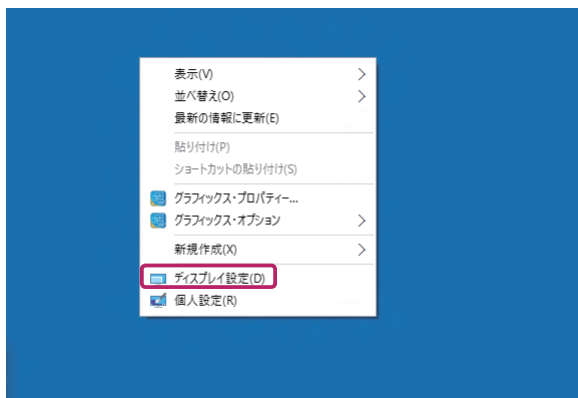 表示(V)
並べ替え(O)
最新の情報に更新(E)
貼り付け(P)
ショートカットの貼り付け(S)
グラフィックス・プロパティー...
グラフィックス・オプション
新規作成(X)
ディスプレイ設定(D)
個人設定(R)